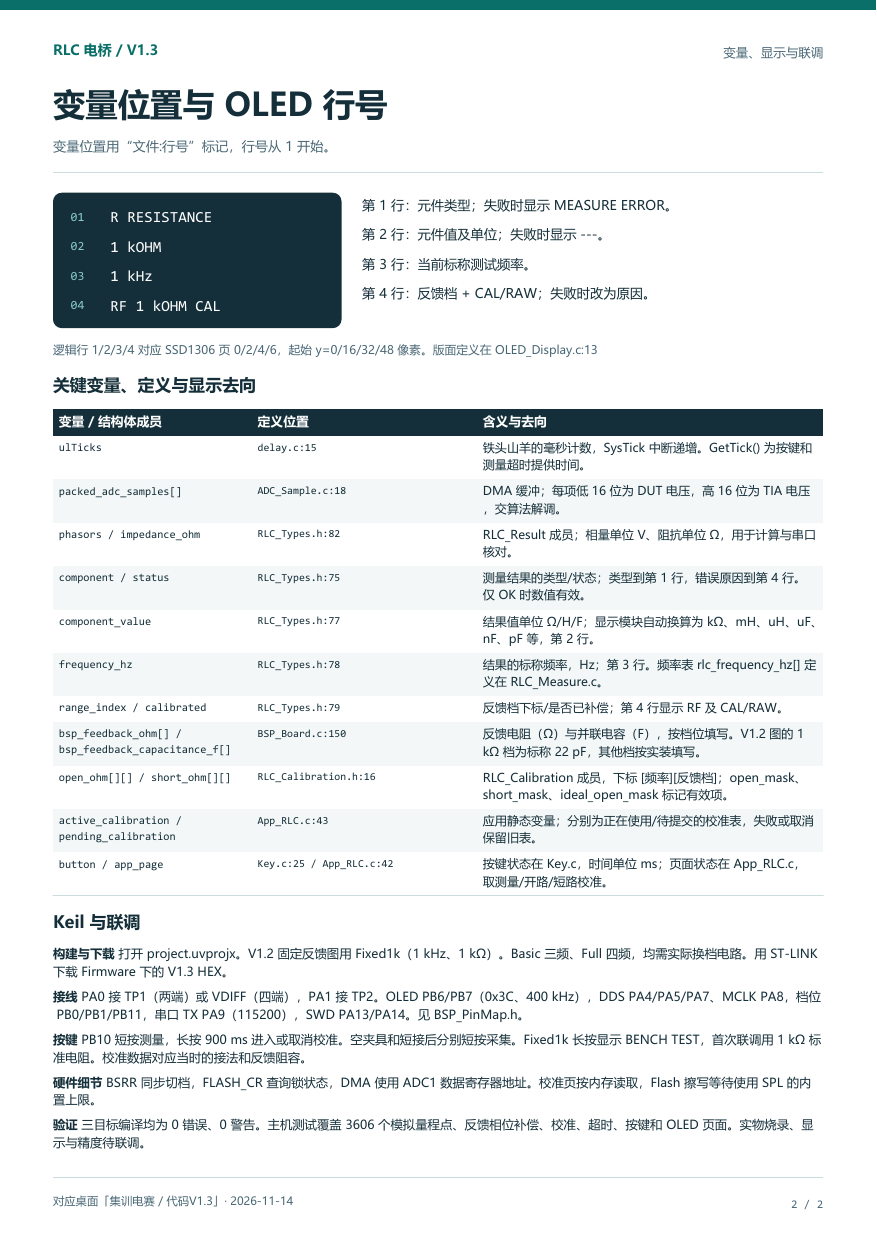 RLC 电桥 / V1.3
变量、显示与联调
变量位置与 OLED 行号
变量位置用“文件:行号”标记，行号从 1 开始。
01 R RESISTANCE
02 1 kOHM
03 1 kHz
04 RF 1 kOHM CAL
第 1 行：元件类型；失败时显示 MEASURE ERROR。
第 2 行：元件值及单位；失败时显示 ---。
第 3 行：当前标称测试频率。
第 4 行：反馈档 + CAL/RAW；失败时改为原因。
逻辑行 1/2/3/4 对应 SSD1306 页 0/2/4/6，起始 y=0/16/32/48 像素。版面定义在 OLED_Display.c:13
关键变量、定义与显示去向
变量 / 结构体成员 定义位置 含义与去向
ulTicks delay.c:15 铁头山羊的毫秒计数，SysTick 中断递增。GetTick() 为按键和
测量超时提供时间。
packed_adc_samples[] ADC_Sample.c:18 DMA 缓冲；每项低 16 位为 DUT 电压，高 16 位为 TIA 电压
，交算法解调。
phasors / impedance_ohm RLC_Types.h:82 RLC_Result 成员；相量单位 V、阻抗单位 Ω，用于计算与串口
核对。
component / status RLC_Types.h:75 测量结果的类型/状态；类型到第 1 行，错误原因到第 4 行。
仅 OK 时数值有效。
component_value RLC_Types.h:77 结果值单位 Ω/H/F；显示模块自动换算为 kΩ、mH、uH、uF、
nF、pF 等，第 2 行。
frequency_hz RLC_Types.h:78 结果的标称频率，Hz；第 3 行。频率表 rlc_frequency_hz[] 定
义在 RLC_Measure.c。
range_index / calibrated RLC_Types.h:79 反馈档下标/是否已补偿；第 4 行显示 RF 及 CAL/RAW。
bsp_feedback_ohm[] / BSP_Board.c:150 反馈电阻（Ω）与并联电容（F），按档位填写。V1.2 图的 1
bsp_feedback_capacitance_f[] kΩ 档为标称 22 pF，其他档按实装填写。
open_ohm[][] / short_ohm[][] RLC_Calibration.h:16 RLC_Calibration 成员，下标 [频率][反馈档]；open_mask、
short_mask、ideal_open_mask 标记有效项。
active_calibration / App_RLC.c:43 应用静态变量；分别为正在使用/待提交的校准表，失败或取消
pending_calibration 保留旧表。
button / app_page Key.c:25 / App_RLC.c:42 按键状态在 Key.c，时间单位 ms；页面状态在 App_RLC.c，
取测量/开路/短路校准。
Keil 与联调
构建与下载 打开 project.uvprojx。V1.2 固定反馈图用 Fixed1k（1 kHz、1 kΩ）。Basic 三频、Full 四频，均需实际换档电路。用 ST-LINK
下载 Firmware 下的 V1.3 HEX。
接线 PA0 接 TP1（两端）或 VDIFF（四端），PA1 接 TP2。OLED PB6/PB7（0x3C、400 kHz），DDS PA4/PA5/PA7、MCLK PA8，档位
PB0/PB1/PB11，串口 TX PA9（115200），SWD PA13/PA14。见 BSP_PinMap.h。
按键 PB10 短按测量，长按 900 ms 进入或取消校准。空夹具和短接后分别短按采集。Fixed1k 长按显示 BENCH TEST，首次联调用 1 kΩ 标
准电阻。校准数据对应当时的接法和反馈阻容。
硬件细节 BSRR 同步切档，FLASH_CR 查询锁状态，DMA 使用 ADC1 数据寄存器地址。校准页按内存读取，Flash 擦写等待使用 SPL 的内
置上限。
验证 三目标编译均为 0 错误、0 警告。主机测试覆盖 3606 个模拟量程点、反馈相位补偿、校准、超时、按键和 OLED 页面。实物烧录、显
示与精度待联调。
对应桌面「集训电赛 / 代码V1.3」· 2026-11-14
2 / 2